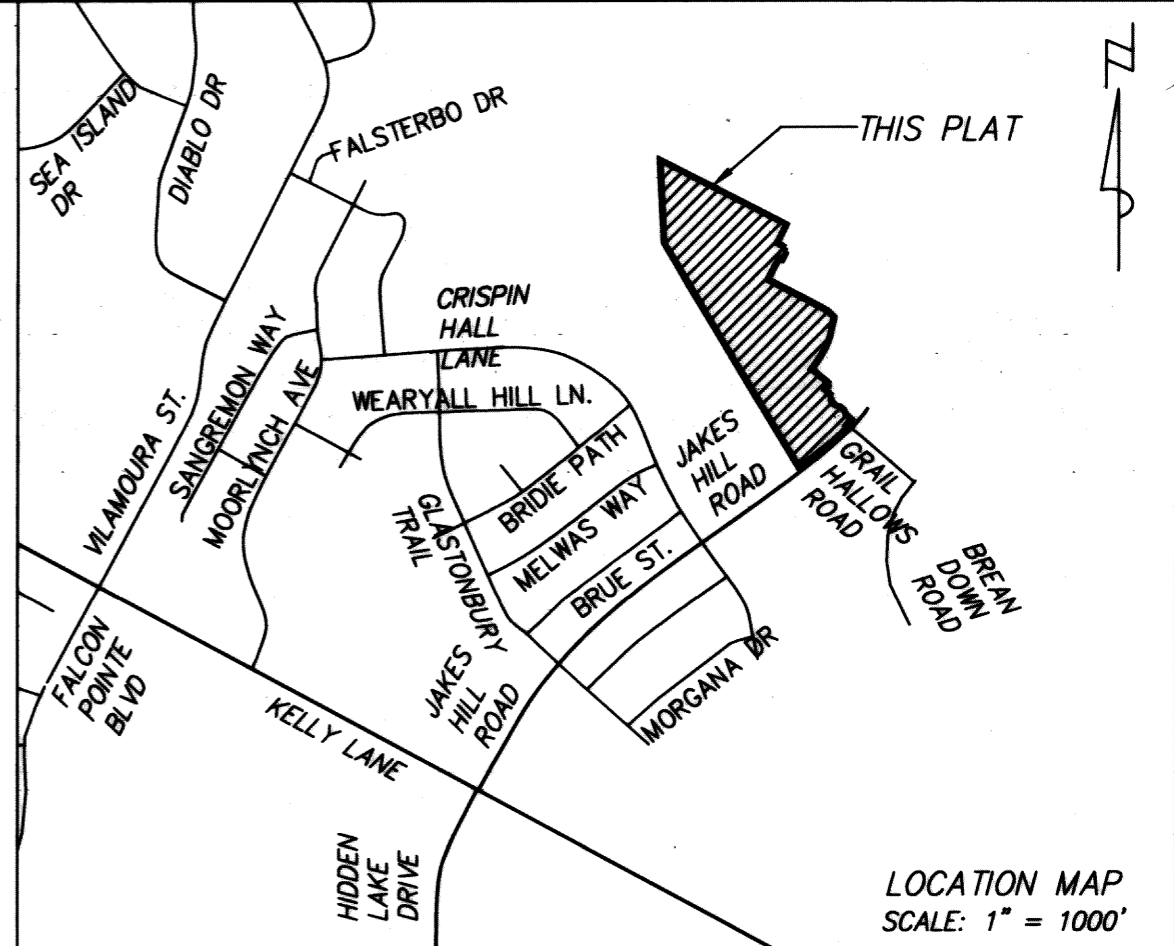 N
THIS PLAT
FALSTERBO DR
SEA ISLAND
DR
DIABLO DR
CRISPIN
HALL
LANE
SANGREMON WAY
WEARYALL HILL LN.
VILAMOURA ST.
MOORLYNCH AVE
BRIDIE PATH
JAKES
HILL
ROAD
GRAIL
HALLOWS
ROAD
GLASTONBURY
TRAIL
MELWAS WAY
BRUE ST.
BREAN
DOWN
ROAD
FALCON
POINTE
BLVD
JAKES
HILL
ROAD
MORGANA DR
KELLY LANE
HIDDEN
LAKE
DRIVE
LOCATION MAP
SCALE: 1" = 1000'